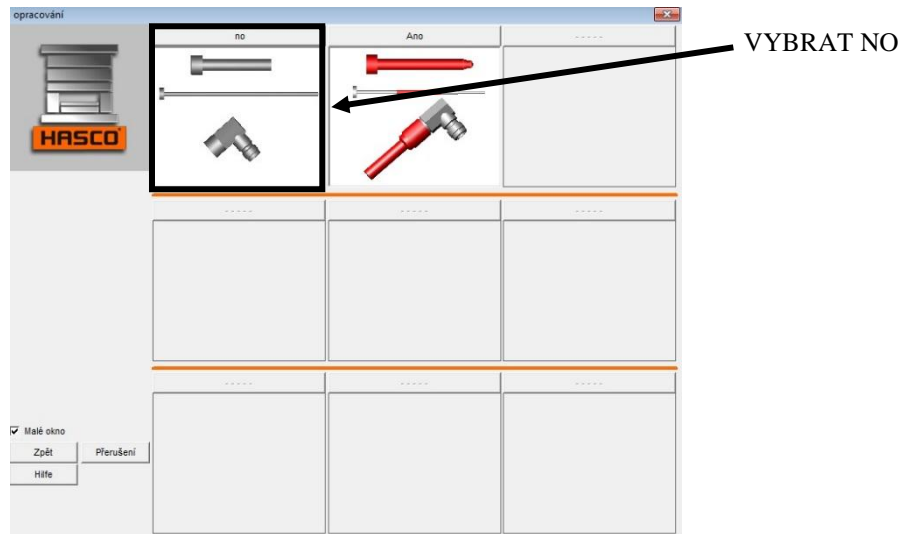 opracování
no
Ano
- - - - -
VYBRAT NO
HASCO
- - - - -
- - - - -
- - - - -
- - - - -
- - - - -
- - - - -
Malé okno
Zpět
Přerušení
Hilfe